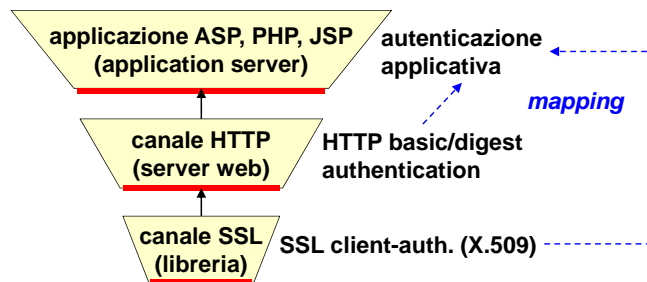 applicazione ASP, PHP, JSP
(application server)
autenticazione
applicativa
mapping
canale HTTP
(server web)
HTTP basic/digest
authentication
canale SSL
(libreria)
SSL client-auth. (X.509)